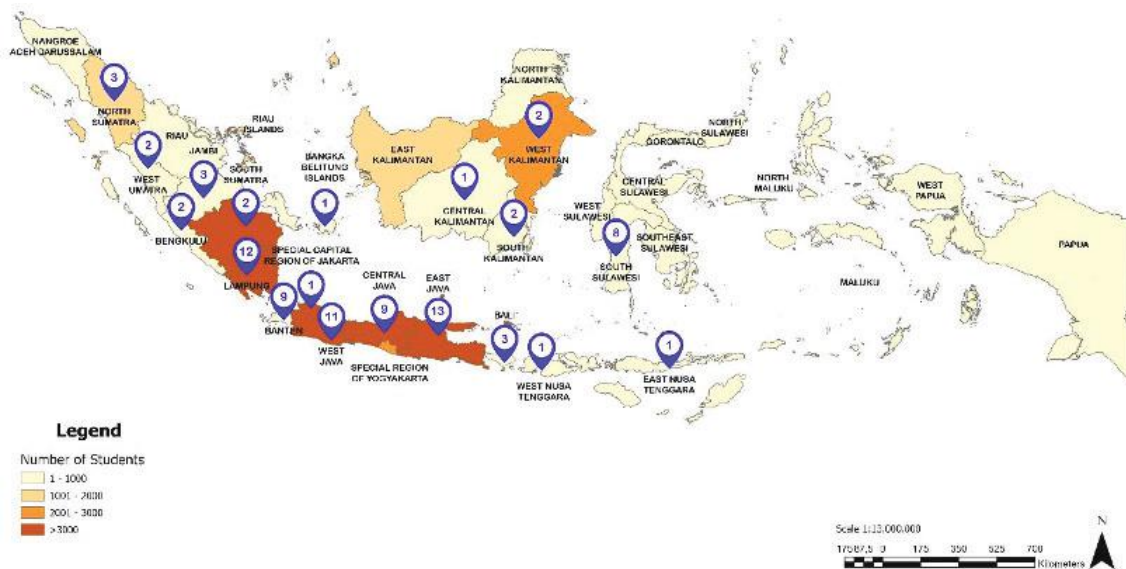 NANGROE
ACEH DARUSSALAM
3
NORTH
SUMATRA
RIAU
ISLANDS
RIAU
2
JAMBI
WEST
UMATRA
3
SOUTH
SUMATRA
BANGKA
BELITUNG
ISLANDS
2
2
1
BENGKULU
12
LAMPUNG
SPECIAL CAPITAL
REGION OF JAKARTA
NORTH
KALIMANTAN
2
EAST
KALIMANTAN
WEST
KALIMANTAN
1
CENTRAL
KALIMANTAN
2
SOUTH
KALIMANTAN
NORTH
SULAWESI
GORONTALO
CENTRAL
SULAWESI
WEST
SULAWESI
8
SOUTHEAST
SULAWESI
SOUTH
SULAWESI
NORTH
MALUKU
WEST
PAPUA
PAPUA
MALUKU
9
BANTEN
1
11
WEST
JAVA
CENTRAL
JAVA
9
SPECIAL REGION
OF YOGYAKARTA
EAST
JAVA
13
BALI
3
1
WEST NUSA
TENGGARA
1
EAST NUSA
TENGGARA
Legend
Number of Students
1 - 1000
1001 - 2000
2001 - 3000
>3000
Scale 1:13.000.000
17587,5 0 175 350 525 700
Kilometers
N